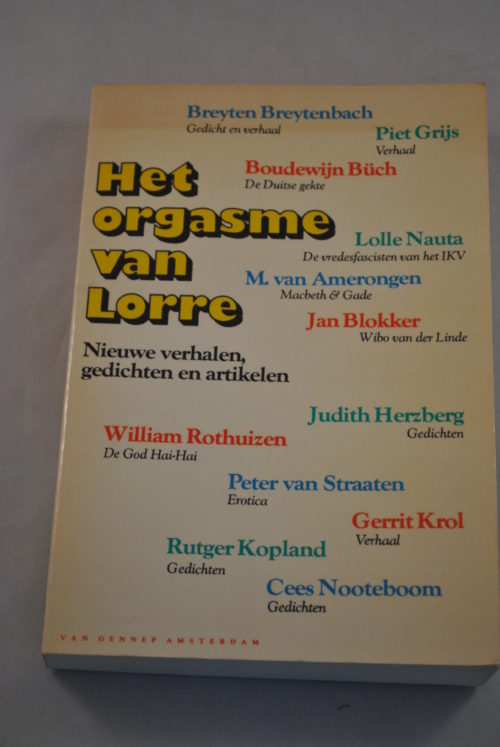 Breyten Breytenbach
Gedicht en verhaal
Piet Grijs
Verhaal
Boudewijn Büch
De Duitse gekte
Het
orgasme
van
Lorre
Lolle Nauta
De vredesfascisten van het IKV
M. van Amerongen
Macbeth & Gade
Jan Blokker
Wibo van der Linde
Nieuwe verhalen,
gedichten en artikelen
Judith Herzberg
Gedichten
William Rothuizen
De God Hai-Hai
Peter van Straaten
Erotica
Gerrit Krol
Verhaal
Rutger Kopland
Gedichten
Cees Nooteboom
Gedichten
VAN GENNEP AMSTERDAM